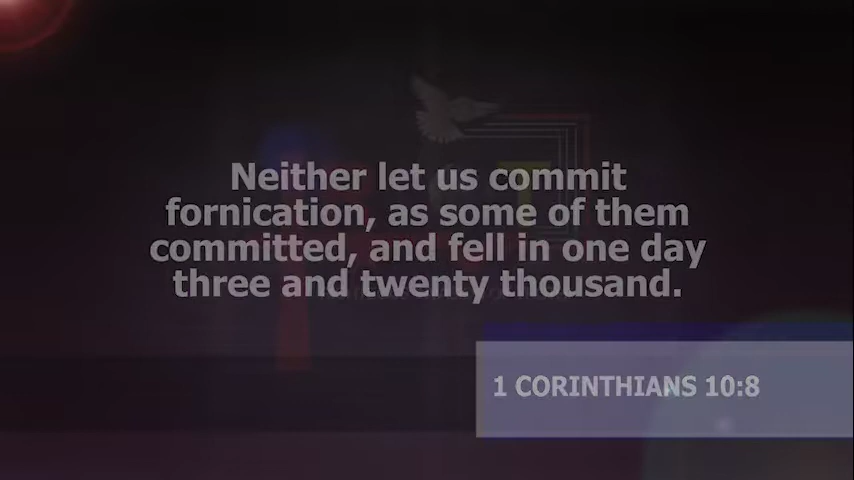 Neither let us commit
fornication, as some of them
committed, and fell in one day
three and twenty thousand.
1 CORINTHIANS 10:8